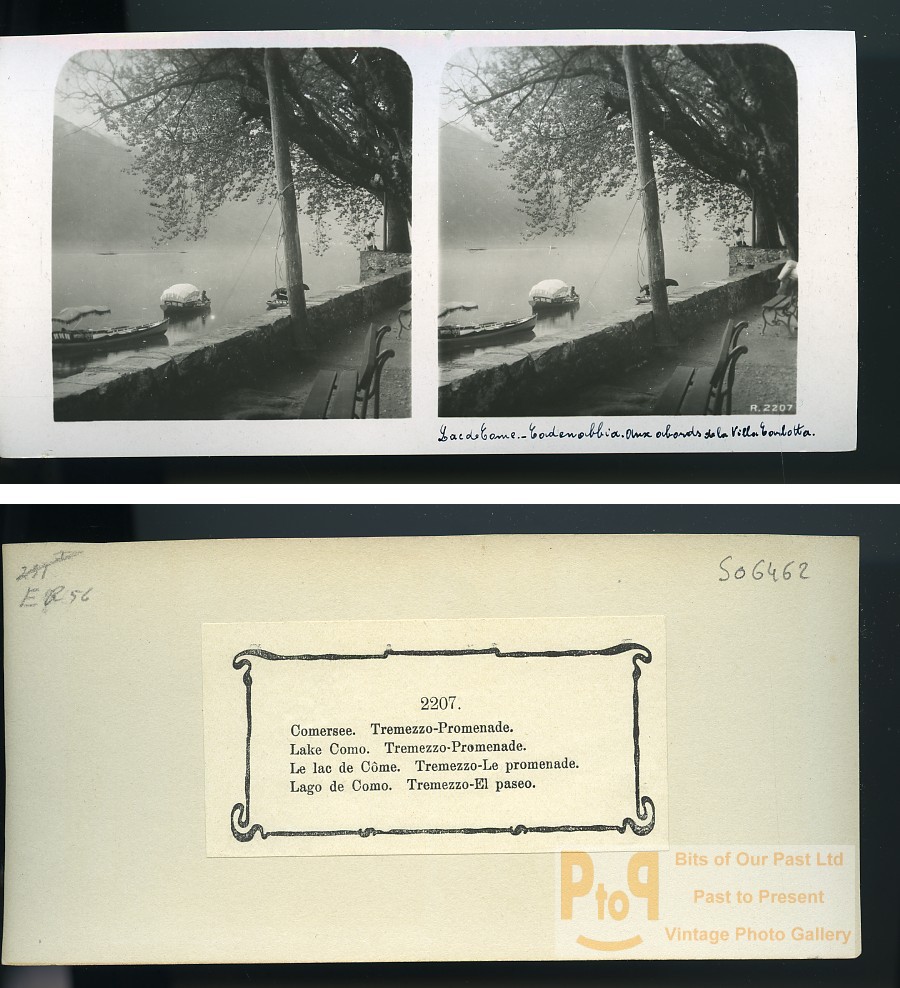 R. 2207
Lac de Come. - Cadenabbia. Aux abords de la Villa Carlotta.
E 56
S06462
2207.
Comersee. Tremezzo-Promenade.
Lake Como. Tremezzo-Promenade.
Le lac de Côme. Tremezzo-Le promenade.
Lago de Como. Tremezzo-El paseo.
PtoP
Bits of Our Past Ltd
Past to Present
Vintage Photo Gallery